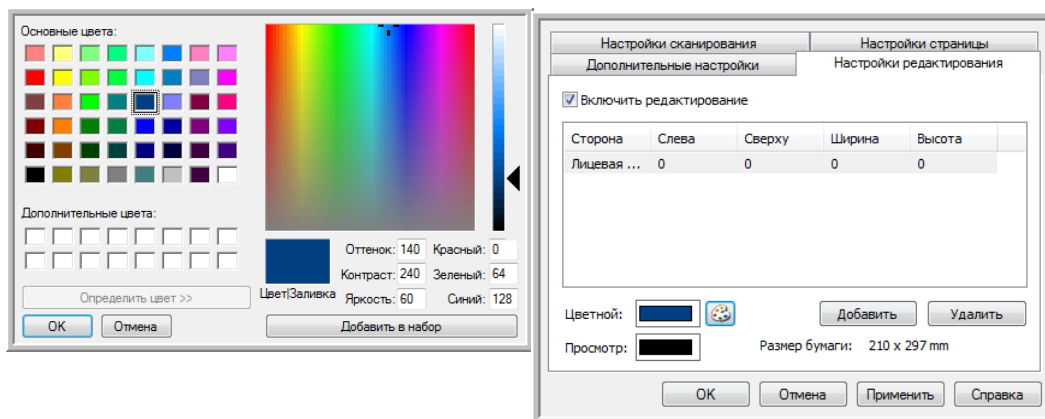 Основные цвета:
Дополнительные цвета:
Определить цвет >>
OK Отмена
Цвет|Заливка
Оттенок: 140 Красный: 0
Контраст: 240 Зеленый: 64
Яркость: 60 Синий: 128
Добавить в набор
Настройки сканирования Настройки страницы
Дополнительные настройки Настройки редактирования
Включить редактирование
Сторона Слева Сверху Ширина Высота
Лицевая ... 0 0 0 0
Цветной: Добавить Удалить
Просмотр: Размер бумаги: 210 x 297 mm
OK Отмена Применить Справка